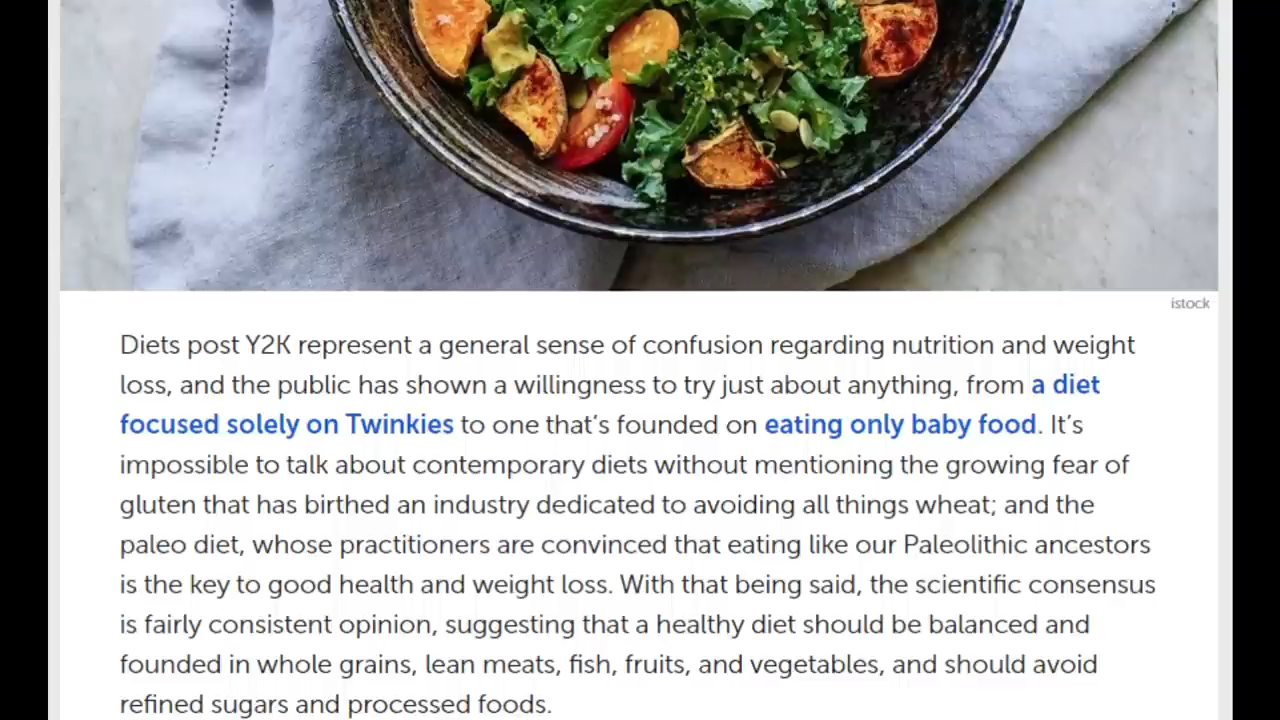 istock
Diets post Y2K represent a general sense of confusion regarding nutrition and weight
loss, and the public has shown a willingness to try just about anything, from a diet
focused solely on Twinkies to one that’s founded on eating only baby food. It’s
impossible to talk about contemporary diets without mentioning the growing fear of
gluten that has birthed an industry dedicated to avoiding all things wheat; and the
paleo diet, whose practitioners are convinced that eating like our Paleolithic ancestors
is the key to good health and weight loss. With that being said, the scientific consensus
is fairly consistent opinion, suggesting that a healthy diet should be balanced and
founded in whole grains, lean meats, fish, fruits, and vegetables, and should avoid
refined sugars and processed foods.